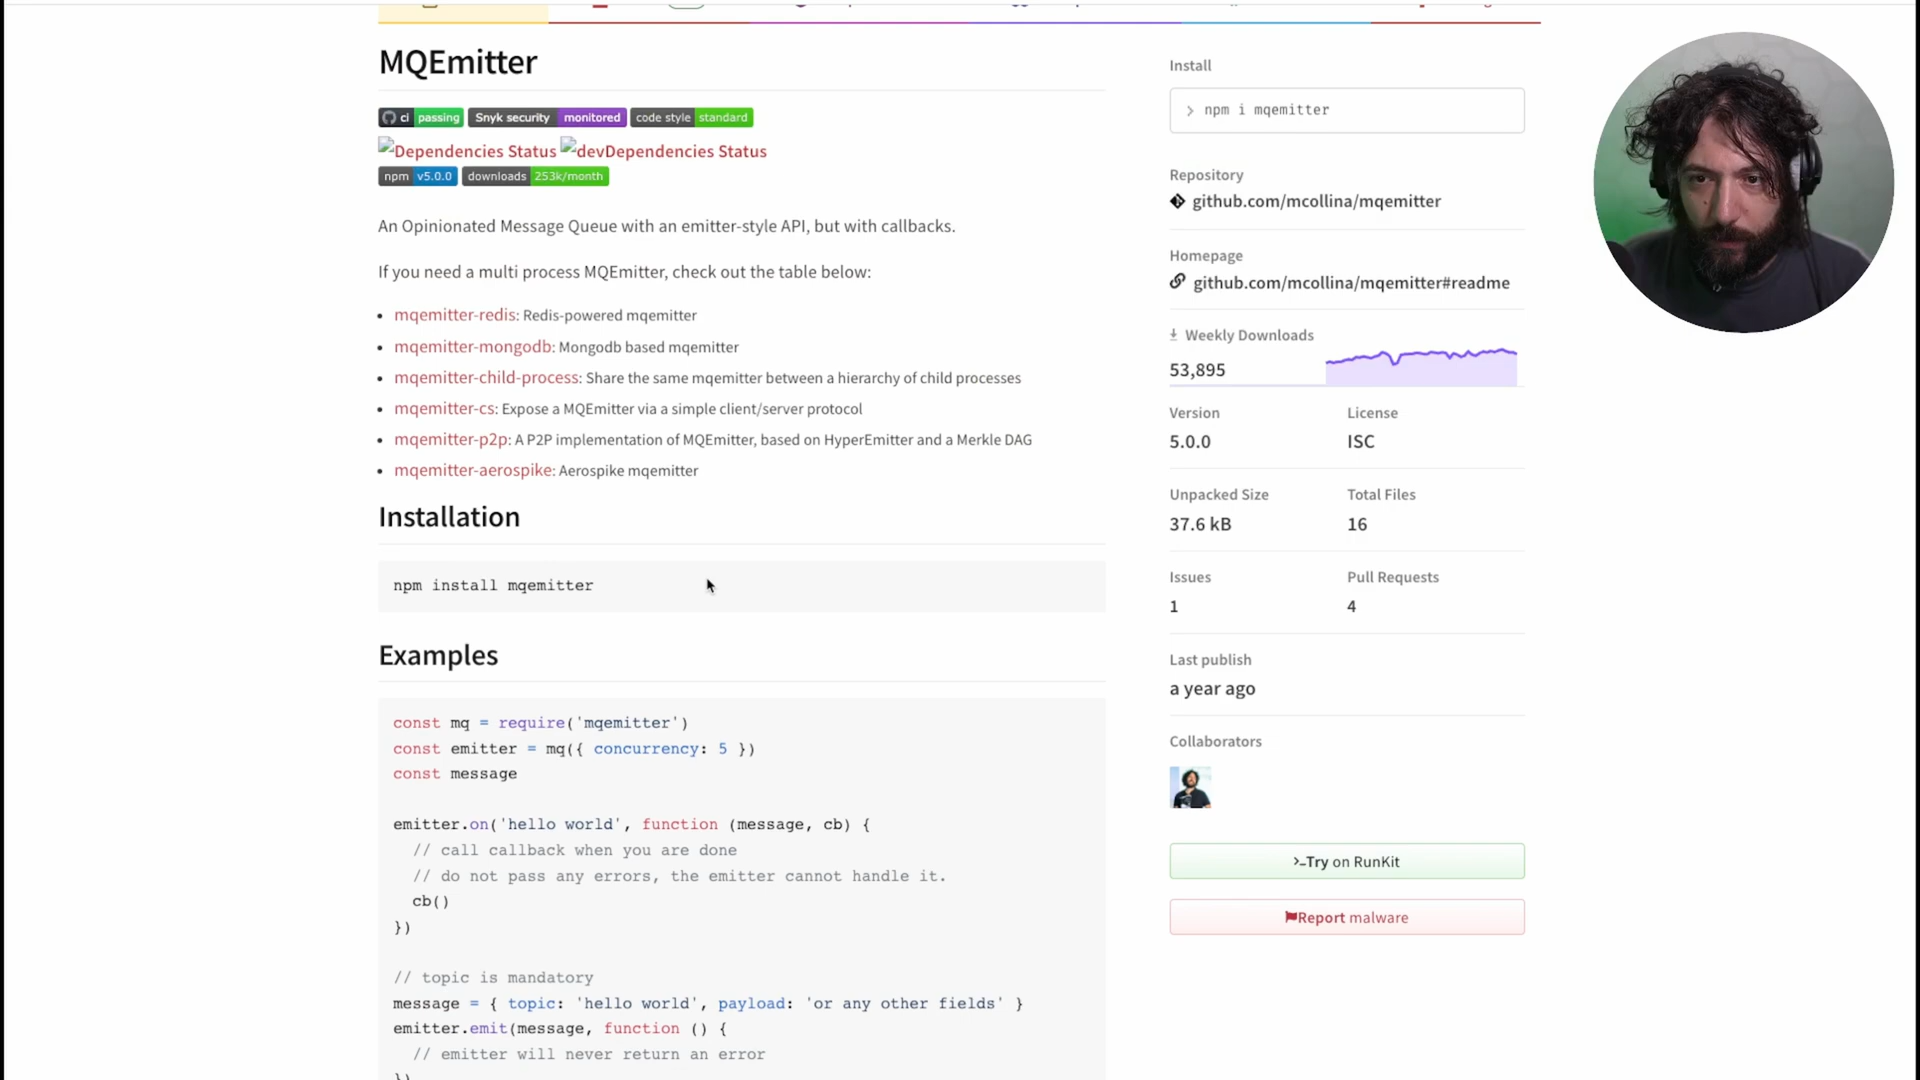 MQEmitter
ci passing Snyk security monitored code style standard
Dependencies Status devDependencies Status
npm v5.0.0 downloads 253k/month
An Opinionated Message Queue with an emitter-style API, but with callbacks.
If you need a multi process MQEmitter, check out the table below:
• mqemitter-redis: Redis-powered mqemitter
• mqemitter-mongodb: Mongodb based mqemitter
• mqemitter-child-process: Share the same mqemitter between a hierarchy of child processes
• mqemitter-cs: Expose a MQEmitter via a simple client/server protocol
• mqemitter-p2p: A P2P implementation of MQEmitter, based on HyperEmitter and a Merkle DAG
• mqemitter-aerospike: Aerospike mqemitter
Installation
npm install mqemitter
Examples
const mq = require('mqemitter')
const emitter = mq({ concurrency: 5 })
const message
emitter.on('hello world', function (message, cb) {
// call callback when you are done
// do not pass any errors, the emitter cannot handle it.
cb()
})
// topic is mandatory
message = { topic: 'hello world', payload: 'or any other fields' }
emitter.emit(message, function () {
// emitter will never return an error
})
Install
> npm i mqemitter
Repository
github.com/mcollina/mqemitter
Homepage
github.com/mcollina/mqemitter#readme
Weekly Downloads
53,895
Version License
5.0.0 ISC
Unpacked Size Total Files
37.6 kB 16
Issues Pull Requests
1 4
Last publish
a year ago
Collaborators
Try on RunKit
Report malware